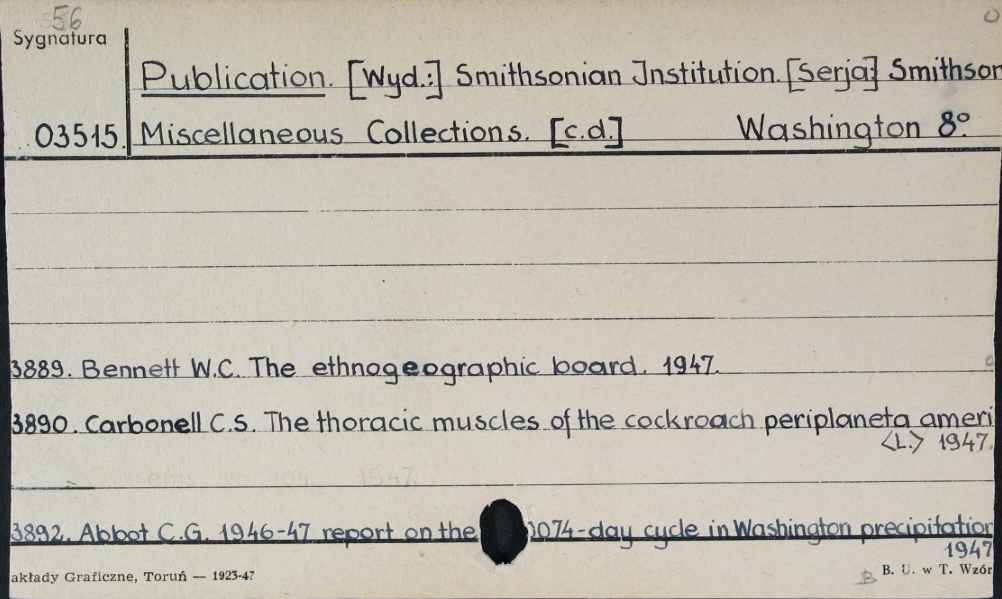 56
Sygnatura
Publication. [Wyd.:] Smithsonian Institution. [Serja] Smithson
03515. Miscellaneous Collections. [c.d.] Washington 8°
3889. Bennett W.C. The ethnogeographic board. 1947.
3890. Carbonell C.S. The thoracic muscles of the cockroach periplaneta ameri
<L.> 1947.
3892. Abbot C.G. 1946-47 report on the 1074-day cycle in Washington precipitation
1947
akłady Graficzne, Toruń — 1923-47
B B. U. w T. Wzór